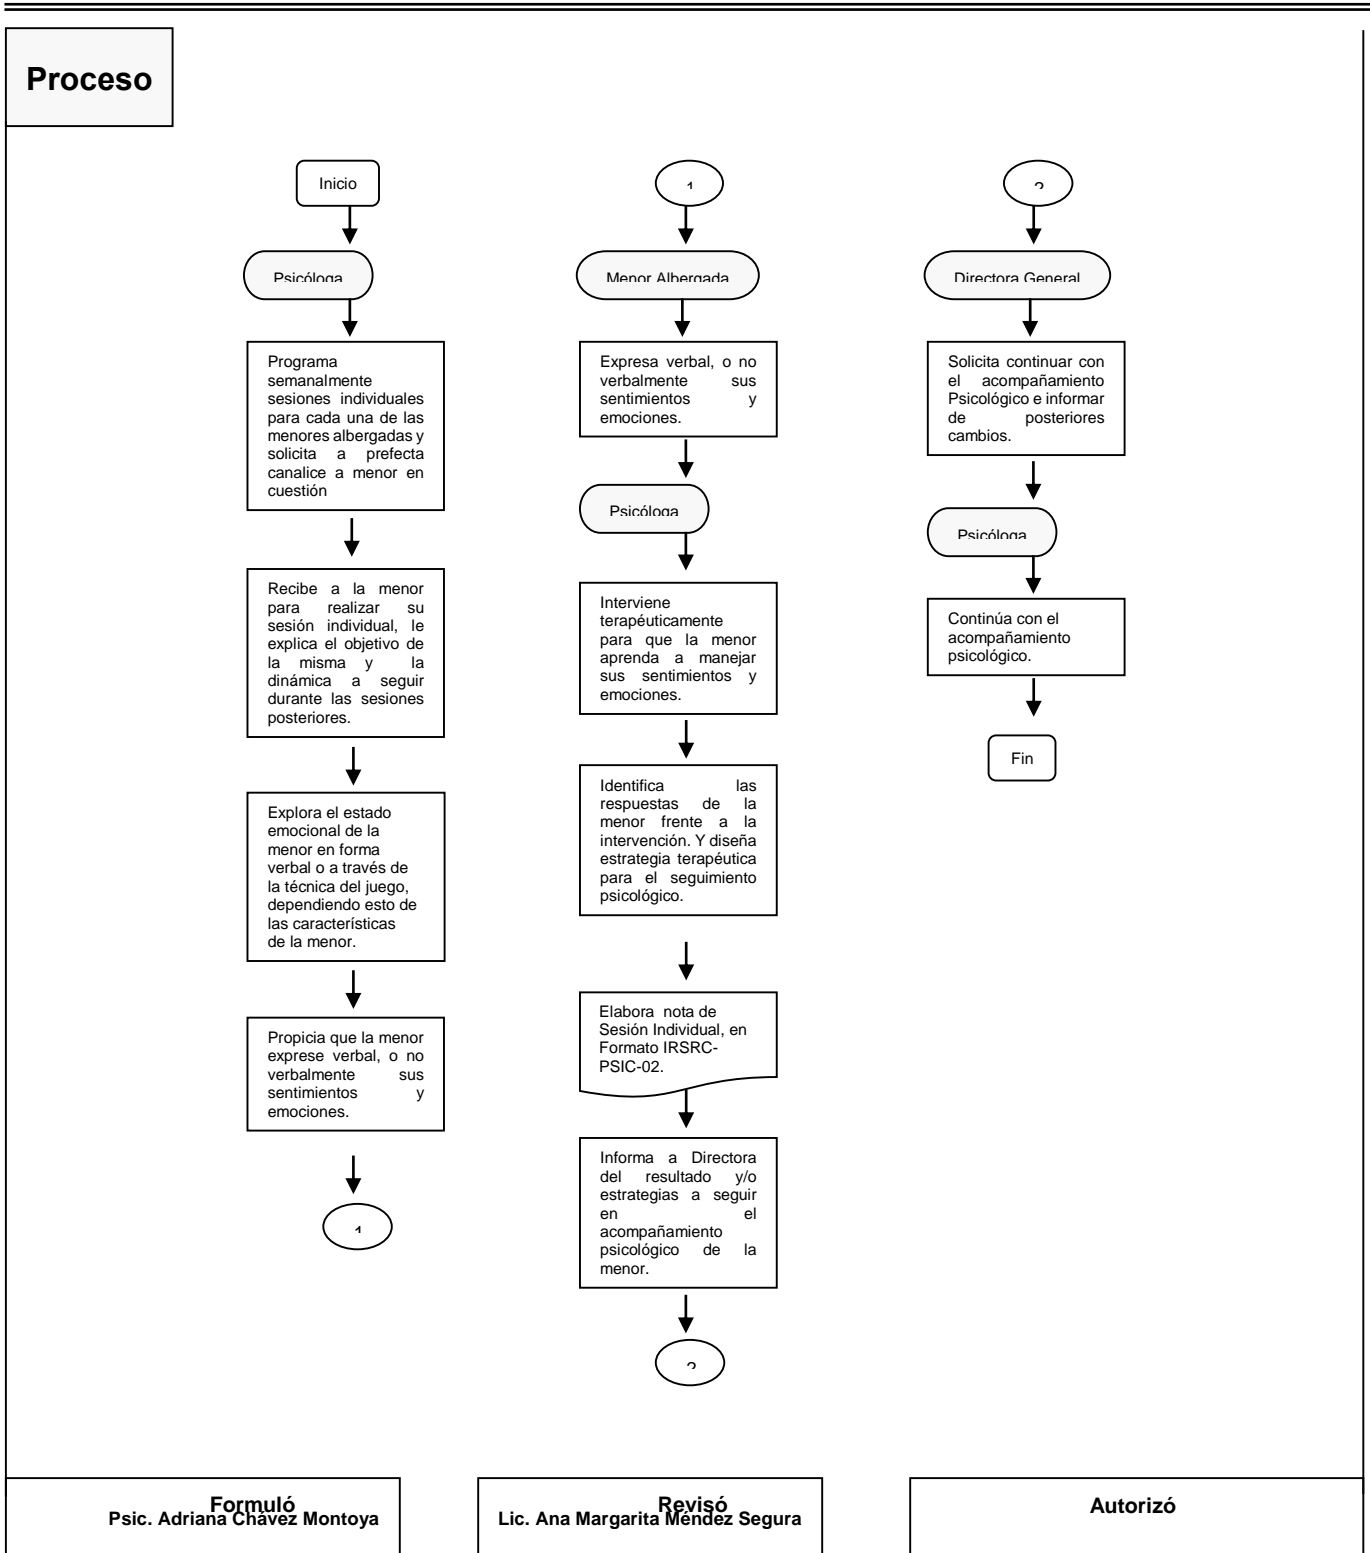 Proceso
Inicio
Psicóloga
Programa
semanalmente
sesiones individuales
para cada una de las
menores albergadas y
solicita a prefecta
canalice a menor en
cuestión
Recibe a la menor
para realizar su
sesión individual, le
explica el objetivo de
la misma y la
dinámica a seguir
durante las sesiones
posteriores.
Explora el estado
emocional de la
menor en forma
verbal o a través de
la técnica del juego,
dependiendo esto de
las características
de la menor.
Propicia que la menor
exprese verbal, o no
verbalmente sus
sentimientos y
emociones.
1
1
Menor Albergada
Expresa verbal, o no
verbalmente sus
sentimientos y
emociones.
Psicóloga
Interviene
terapéuticamente
para que la menor
aprenda a manejar
sus sentimientos y
emociones.
Identifica las
respuestas de la
menor frente a la
intervención. Y diseña
estrategia terapéutica
para el seguimiento
psicológico.
Elabora nota de
Sesión Individual, en
Formato IRSRC-
PSIC-02.
Informa a Directora
del resultado y/o
estrategias a seguir
en el
acompañamiento
psicológico de la
menor.
2
2
Directora General
Solicita continuar con
el acompañamiento
Psicológico e informar
de posteriores
cambios.
Psicóloga
Continúa con el
acompañamiento
psicológico.
Fin
Formuló
Psic. Adriana Chávez Montoya
Revisó
Lic. Ana Margarita Méndez Segura
Autorizó